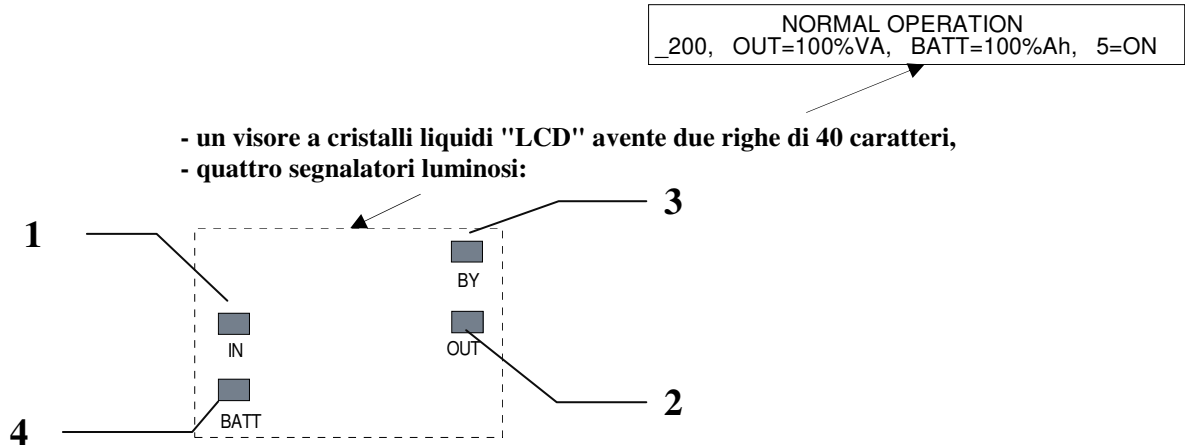 NORMAL OPERATION
_200, OUT=100%VA, BATT=100%Ah, 5=ON
- un visore a cristalli liquidi "LCD" avente due righe di 40 caratteri,
- quattro segnalatori luminosi:
3
1
BY
IN
OUT
2
BATT
4